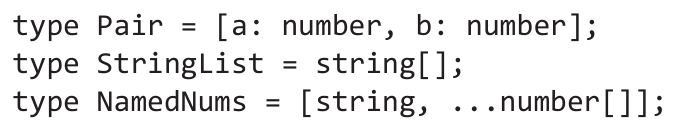 type Pair = [a: number, b: number];
type StringList = string[];
type NamedNums = [string, ...number[]];